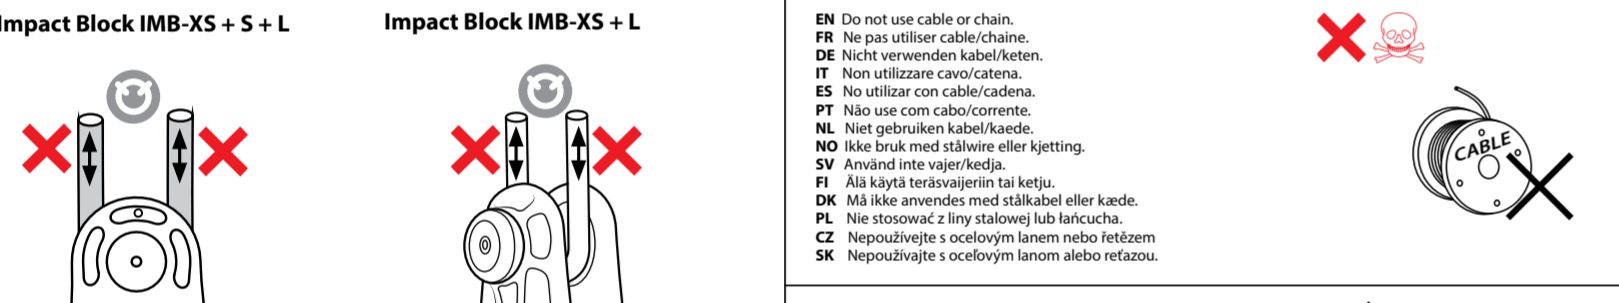 Impact Block IMB-XS + S + L
Impact Block IMB-XS + L
EN Do not use cable or chain.
FR Ne pas utiliser cable/chaine.
DE Nicht verwenden kabel/keten.
IT Non utilizzare cavo/catena.
ES No utilizar con cable/cadena.
PT Não use com cabo/corrente.
NL Niet gebruiken kabel/kaede.
NO Ikke bruk med stålwire eller kjetting.
SV Använd inte vajer/kedja.
FI Älä käytä teräsvaijeriin tai ketju.
DK Må ikke anvendes med stålkabel eller kæde.
PL Nie stosować z liny stalowej lub łańcucha.
CZ Nepoužívejte s ocelovým lanem nebo řetězem
SK Nepoužívajte s oceľovým lanom alebo reťazou.
CABLE